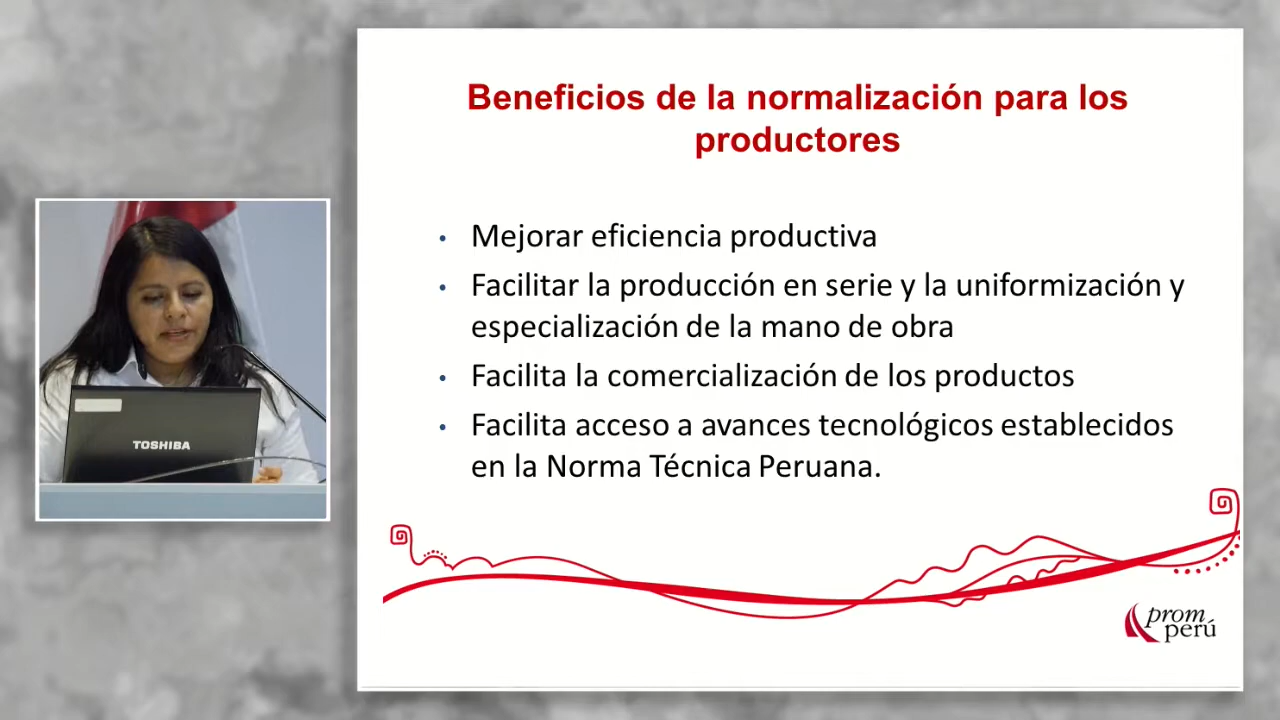 Beneficios de la normalización para los
productores
• Mejorar eficiencia productiva
• Facilitar la producción en serie y la uniformización y
especialización de la mano de obra
• Facilita la comercialización de los productos
• Facilita acceso a avances tecnológicos establecidos
en la Norma Técnica Peruana.
TOSHIBA
prom
perú